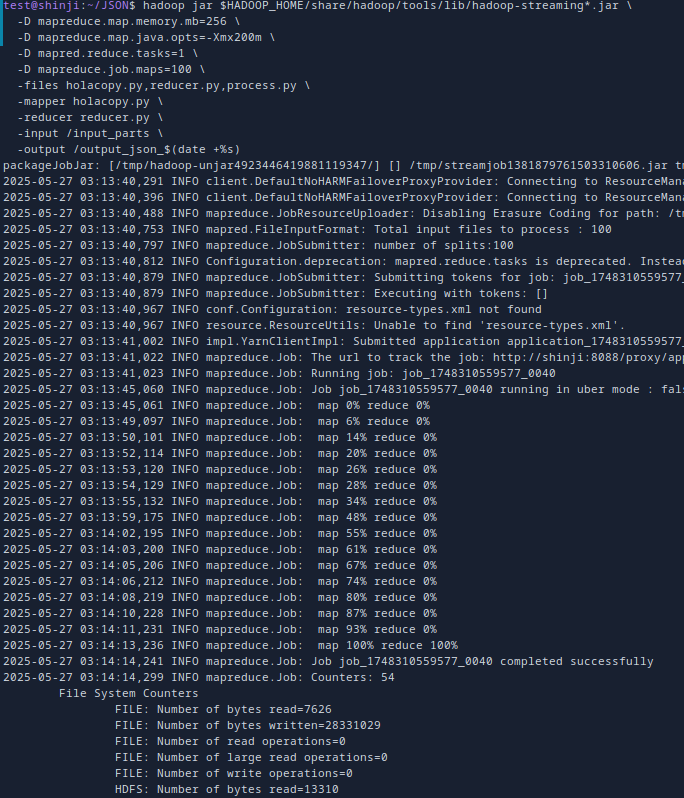 test@shinji:~/JSON$ hadoop jar $HADOOP_HOME/share/hadoop/tools/lib/hadoop-streaming*.jar \
-D mapreduce.map.memory.mb=256 \
-D mapreduce.map.java.opts=-Xmx200m \
-D mapred.reduce.tasks=1 \
-D mapreduce.job.maps=100 \
-files holacopy.py,reducer.py,process.py \
-mapper holacopy.py \
-reducer reducer.py \
-input /input_parts \
-output /output_json_$(date +%s)
packageJobJar: [/tmp/hadoop-unjar4923446419881119347/] [] /tmp/streamjob1381879761503310606.jar
2025-05-27 03:13:40,291 INFO client.DefaultNoHARMFailoverProxyProvider: Connecting to
2025-05-27 03:13:40,396 INFO client.DefaultNoHARMFailoverProxyProvider: Connecting to
2025-05-27 03:13:40,488 INFO mapreduce.JobResourceUploader: Disabling Erasure Coding for path:
2025-05-27 03:13:40,753 INFO mapred.FileInputFormat: Total input files to process : 100
2025-05-27 03:13:40,797 INFO mapreduce.JobSubmitter: number of splits:100
2025-05-27 03:13:40,812 INFO Configuration.deprecation: mapred.reduce.tasks is deprecated.
2025-05-27 03:13:40,879 INFO mapreduce.JobSubmitter: Submitting tokens for job: job_1748310559577_
2025-05-27 03:13:40,879 INFO mapreduce.JobSubmitter: Executing with tokens: []
2025-05-27 03:13:40,967 INFO conf.Configuration: resource-types.xml not found
2025-05-27 03:13:40,967 INFO resource.ResourceUtils: Unable to find 'resource-types.xml'.
2025-05-27 03:13:41,002 INFO impl.YarnClientImpl: Submitted application application_1748310559577_
2025-05-27 03:13:41,022 INFO mapreduce.Job: The url to track the job: http://shinji:8088/proxy/app
2025-05-27 03:13:41,023 INFO mapreduce.Job: Running job: job_1748310559577_0040
2025-05-27 03:13:45,060 INFO mapreduce.Job: Job job_1748310559577_0040 running in uber mode :
2025-05-27 03:13:45,061 INFO mapreduce.Job:  map 0% reduce 0%
2025-05-27 03:13:49,097 INFO mapreduce.Job:  map 6% reduce 0%
2025-05-27 03:13:50,101 INFO mapreduce.Job:  map 14% reduce 0%
2025-05-27 03:13:52,114 INFO mapreduce.Job:  map 20% reduce 0%
2025-05-27 03:13:53,120 INFO mapreduce.Job:  map 26% reduce 0%
2025-05-27 03:13:54,129 INFO mapreduce.Job:  map 28% reduce 0%
2025-05-27 03:13:55,132 INFO mapreduce.Job:  map 34% reduce 0%
2025-05-27 03:13:59,175 INFO mapreduce.Job:  map 48% reduce 0%
2025-05-27 03:14:02,195 INFO mapreduce.Job:  map 55% reduce 0%
2025-05-27 03:14:03,200 INFO mapreduce.Job:  map 61% reduce 0%
2025-05-27 03:14:05,206 INFO mapreduce.Job:  map 67% reduce 0%
2025-05-27 03:14:06,212 INFO mapreduce.Job:  map 74% reduce 0%
2025-05-27 03:14:08,219 INFO mapreduce.Job:  map 80% reduce 0%
2025-05-27 03:14:10,228 INFO mapreduce.Job:  map 87% reduce 0%
2025-05-27 03:14:11,231 INFO mapreduce.Job:  map 93% reduce 0%
2025-05-27 03:14:13,236 INFO mapreduce.Job:  map 100% reduce 100%
2025-05-27 03:14:14,241 INFO mapreduce.Job: Job job_1748310559577_0040 completed successfully
2025-05-27 03:14:14,299 INFO mapreduce.Job: Counters: 54
File System Counters
FILE: Number of bytes read=7626
FILE: Number of bytes written=28331029
FILE: Number of read operations=0
FILE: Number of large read operations=0
FILE: Number of write operations=0
HDFS: Number of bytes read=13310